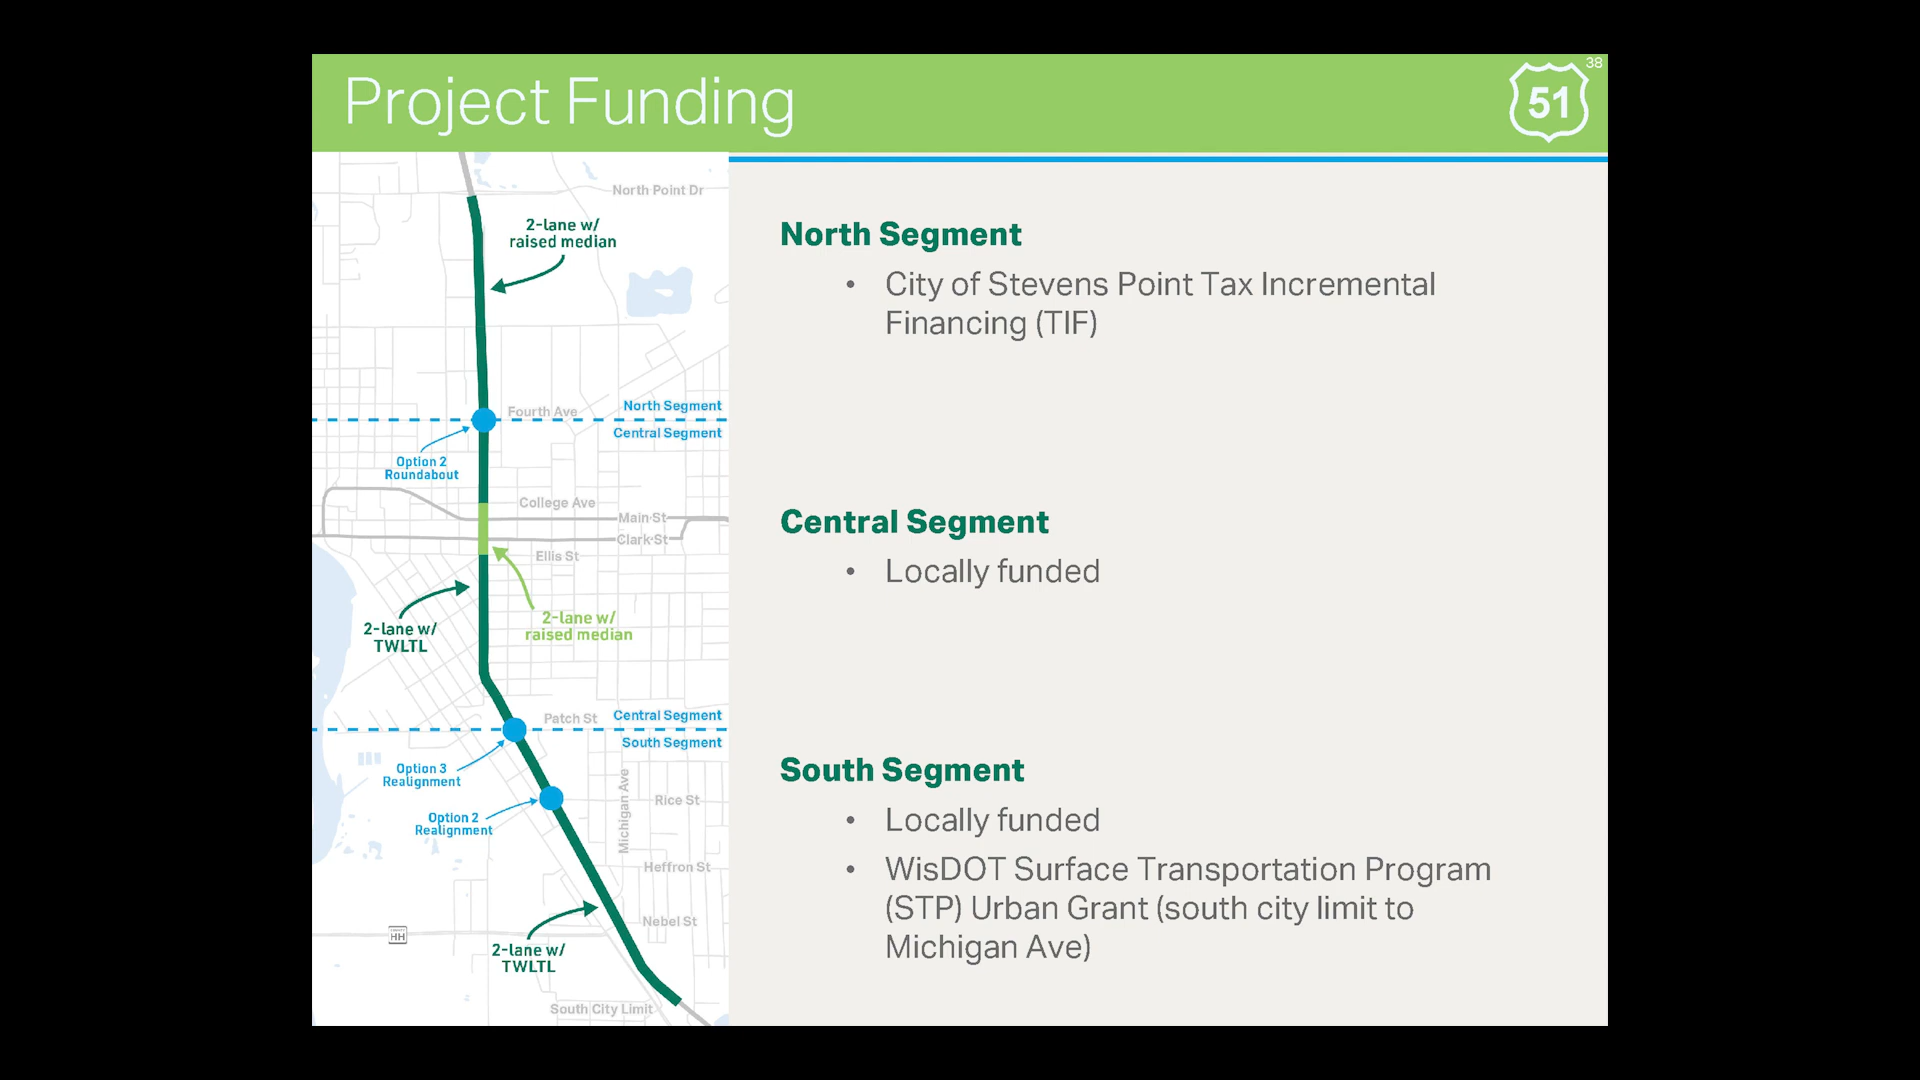 Project Funding
51
38
North Point Dr
2-lane w/
raised median
Fourth Ave
North Segment
Central Segment
Option 2
Roundabout
College Ave
Main St
Clark St
Ellis St
2-lane w/
raised median
2-lane w/
TWLTL
Patch St
Central Segment
South Segment
Option 3
Realignment
Michigan Ave
Rice St
Option 2
Realignment
Heffron St
Nebel St
HH
2-lane w/
TWLTL
South City Limit
North Segment
• City of Stevens Point Tax Incremental
Financing (TIF)
Central Segment
• Locally funded
South Segment
• Locally funded
• WisDOT Surface Transportation Program
(STP) Urban Grant (south city limit to
Michigan Ave)